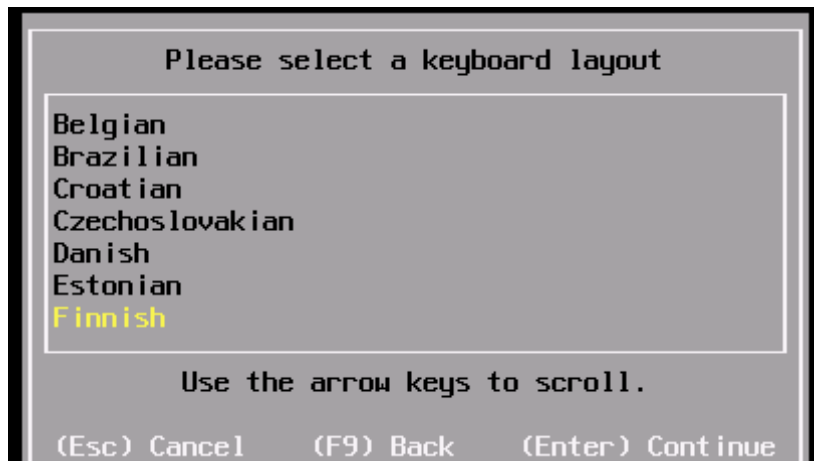 Please select a keyboard layout
Belgian
Brazilian
Croatian
Czechoslovakian
Danish
Estonian
Finnish
Use the arrow keys to scroll.
(Esc) Cancel (F9) Back (Enter) Continue